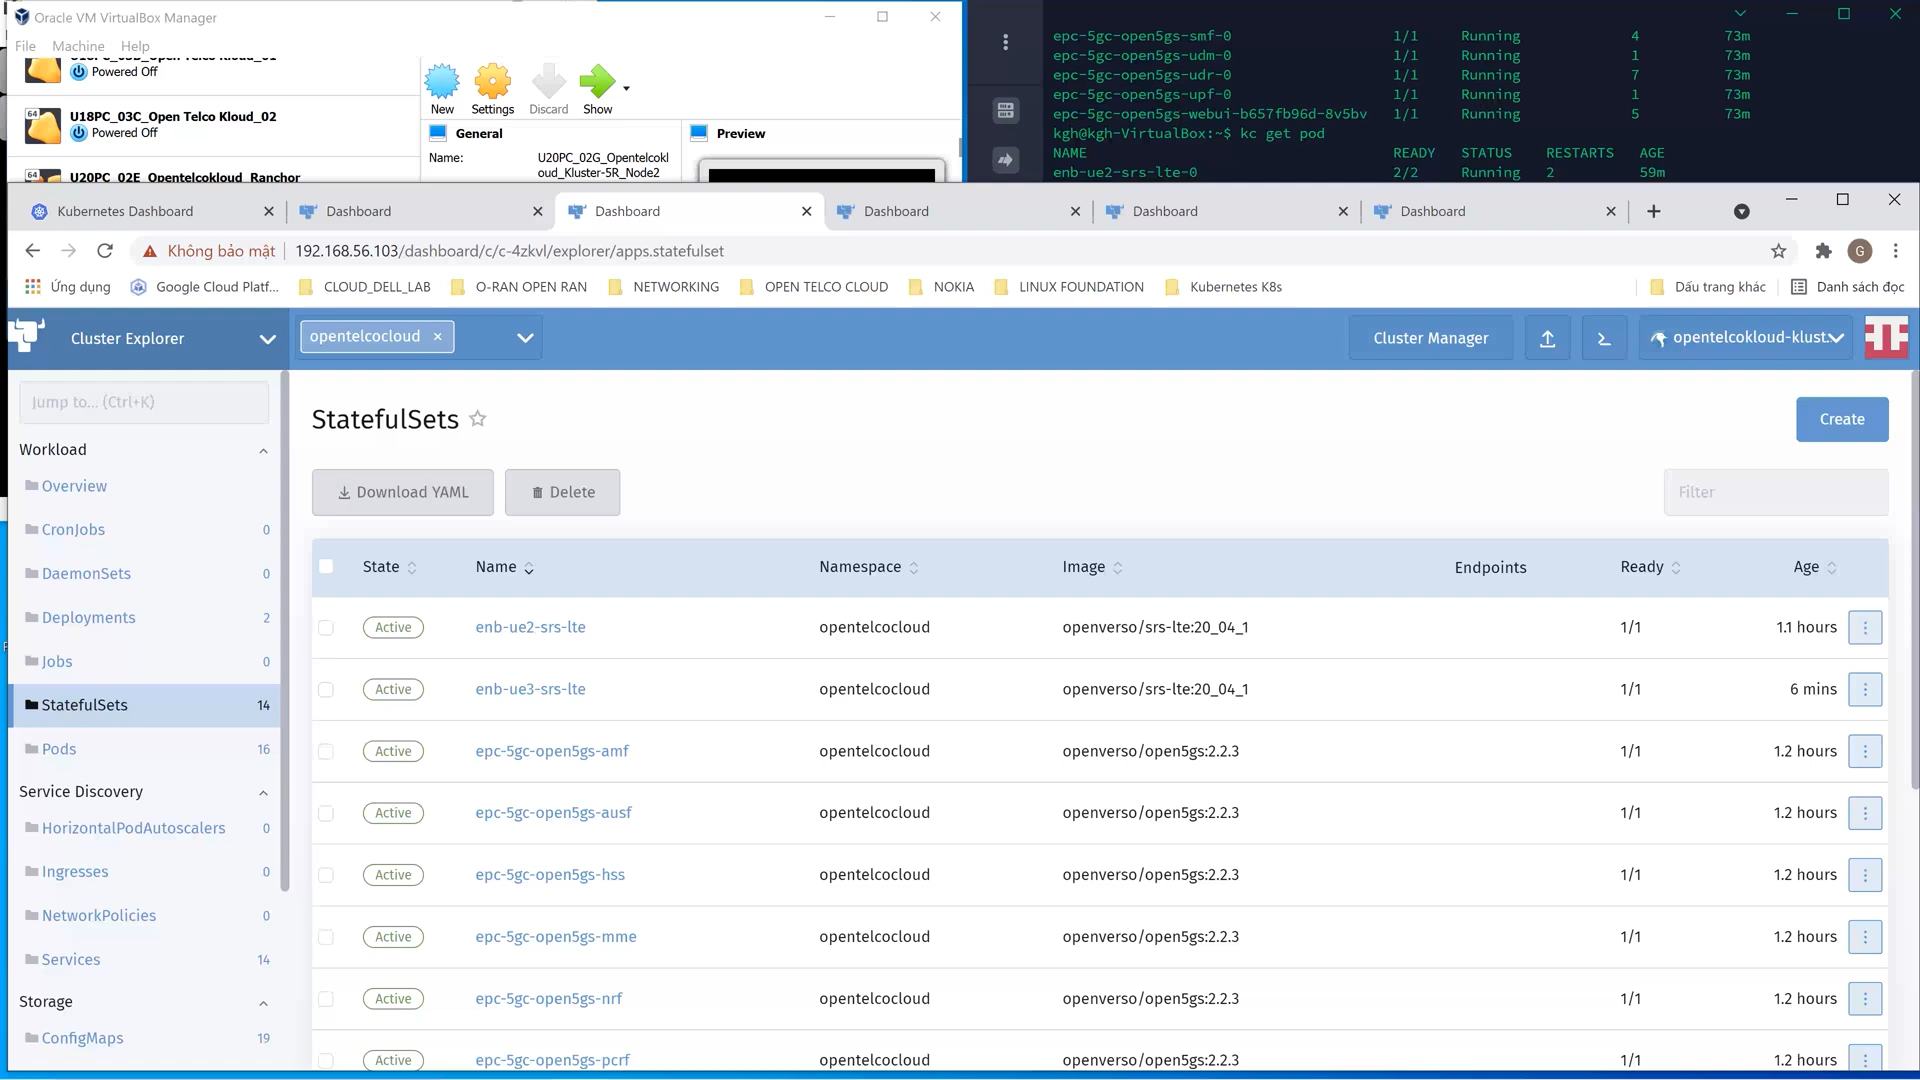 Oracle VM VirtualBox Manager
File Machine Help
Powered Off
64
U18PC_03C_Open Telco Kloud_02
Powered Off
64
U20PC_02E_Opentelcokloud_Ranchor
New Settings Discard Show
General
Name: U20PC_02G_Opentelcokl
oud_Kluster-5R_Node2
Preview
epc-5gc-open5gs-smf-0 1/1 Running 4 73m
epc-5gc-open5gs-udm-0 1/1 Running 1 73m
epc-5gc-open5gs-udr-0 1/1 Running 7 73m
epc-5gc-open5gs-upf-0 1/1 Running 1 73m
epc-5gc-open5gs-webui-b657fb96d-8v5bv 1/1 Running 5 73m
kgh@kgh-VirtualBox:~$ kc get pod
NAME READY STATUS RESTARTS AGE
enb-ue2-srs-lte-0 2/2 Running 2 59m
Kubernetes Dashboard Dashboard Dashboard Dashboard Dashboard Dashboard
Không bảo mật 192.168.56.103/dashboard/c/c-4zkvl/explorer/apps.statefulset G
Ứng dụng Google Cloud Platf... CLOUD_DELL_LAB O-RAN OPEN RAN NETWORKING OPEN TELCO CLOUD NOKIA LINUX FOUNDATION Kubernetes K8s Dấu trang khác Danh sách đọc
Cluster Explorer opentelcocloud × Cluster Manager opentelcokloud-klust
Jump to... (Ctrl+K)
Workload
Overview
CronJobs 0
DaemonSets 0
Deployments 2
Jobs 0
StatefulSets 14
Pods 16
Service Discovery
HorizontalPodAutoscalers 0
Ingresses 0
NetworkPolicies 0
Services 14
Storage
ConfigMaps 19
StatefulSets
Create
Download YAML Delete
Filter
State Name Namespace Image Endpoints Ready Age
Active enb-ue2-srs-lte opentelcocloud openverso/srs-lte:20_04_1 1/1 1.1 hours
Active enb-ue3-srs-lte opentelcocloud openverso/srs-lte:20_04_1 1/1 6 mins
Active epc-5gc-open5gs-amf opentelcocloud openverso/open5gs:2.2.3 1/1 1.2 hours
Active epc-5gc-open5gs-ausf opentelcocloud openverso/open5gs:2.2.3 1/1 1.2 hours
Active epc-5gc-open5gs-hss opentelcocloud openverso/open5gs:2.2.3 1/1 1.2 hours
Active epc-5gc-open5gs-mme opentelcocloud openverso/open5gs:2.2.3 1/1 1.2 hours
Active epc-5gc-open5gs-nrf opentelcocloud openverso/open5gs:2.2.3 1/1 1.2 hours
Active epc-5gc-open5gs-pcrf opentelcocloud openverso/open5gs:2.2.3 1/1 1.2 hours